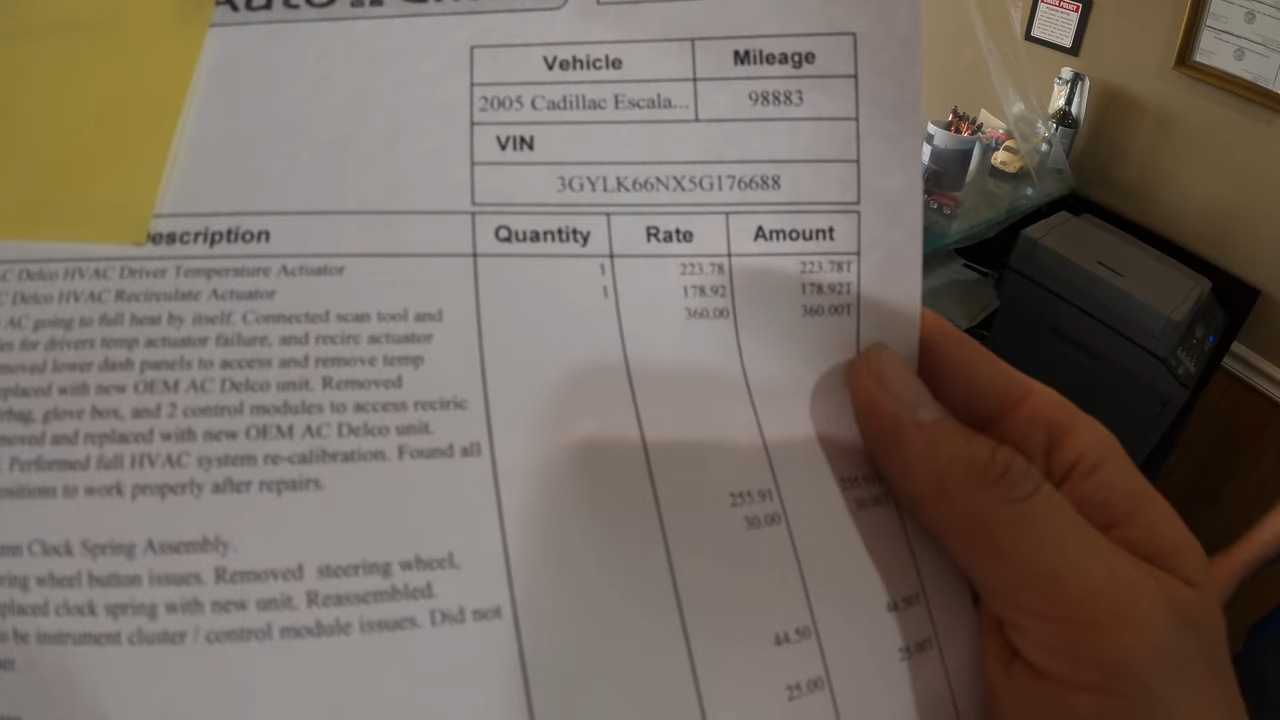 Vehicle Mileage
2005 Cadillac Escala... 98883
VIN
3GYLK66NX5G176688
escription Quantity Rate Amount
C Delco HVAC Driver Temperature Actuator 1 223.78 223.78T
C Delco HVAC Recirculate Actuator 1 178.92 178.92T
AC going to full heat by itself. Connected scan tool and 360.00 360.00T
es for drivers temp actuator failure, and recirc actuator
moved lower dash panels to access and remove temp
placed with new OEM AC Delco unit. Removed
rbag, glove box, and 2 control modules to access reciric
moved and replaced with new OEM AC Delco unit.
Performed full HVAC system re-calibration. Found all
ositions to work properly after repairs.
255.91
30.00
mn Clock Spring Assembly.
ring wheel button issues. Removed steering wheel,
placed clock spring with new unit. Reassembled.
o be instrument cluster / control module issues. Did not
44.50
25.00 25.00T